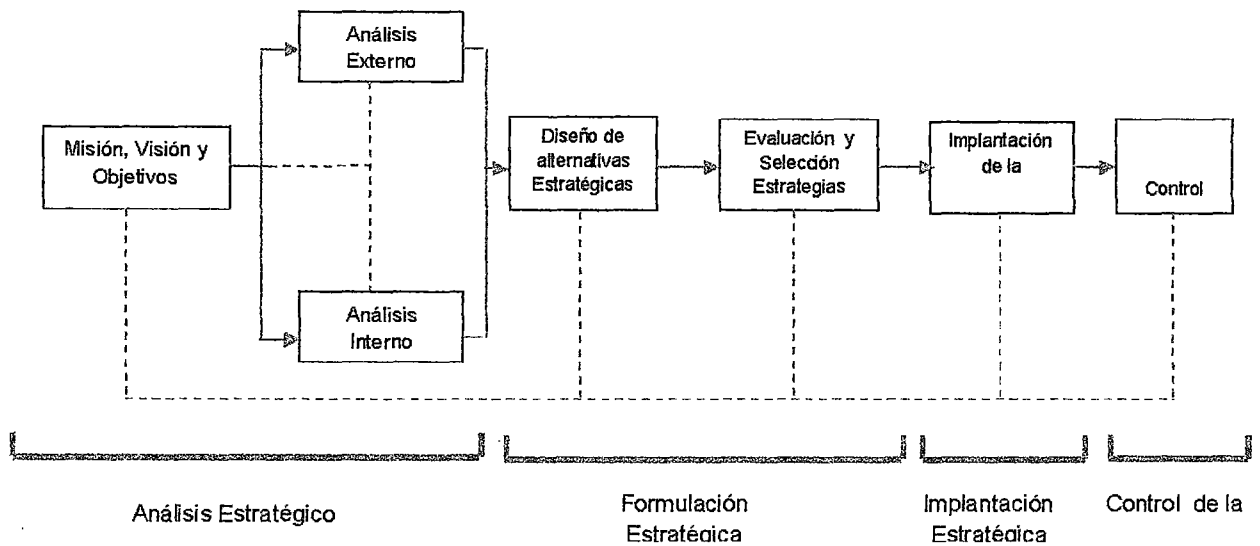 Análisis
Externo
Misión, Visión y
Objetivos
Análisis
Interno
Diseño de
alternativas
Estratégicas
Evaluación y
Selección
Estrategias
Implantación
de la
Control
Análisis Estratégico
Formulación
Estratégica
Implantación
Estratégica
Control de la